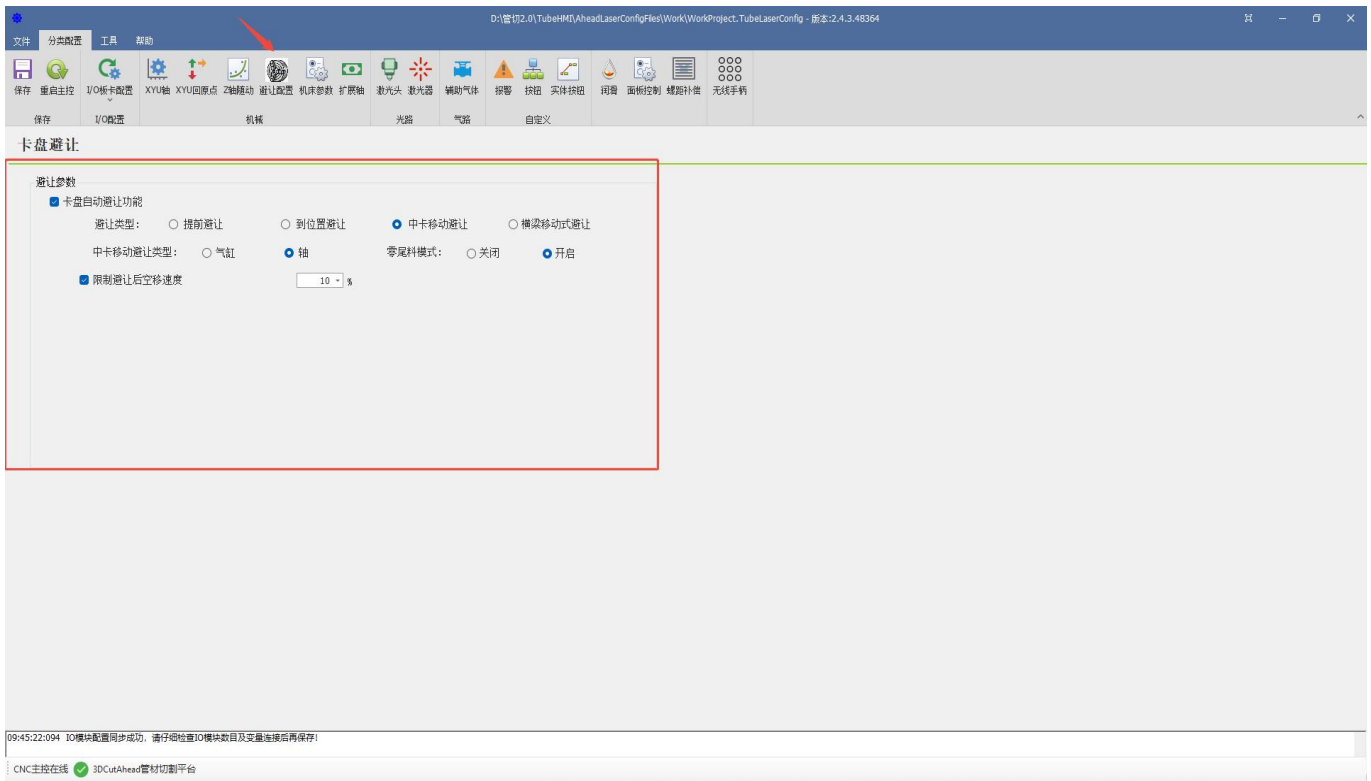 D:\管切2.0\TubeHMI\AheadLaserConfigFiles\Work\WorkProject.TubeLaserConfig - 版本:2.4.3.48364
文件 分类配置 工具 帮助
保存 重启主控 I/O板卡配置 XYU轴 XYU回原点 Z轴随动 避让配置 机床参数 扩展轴 激光头 激光器 辅助气体 报警 按钮 实体按钮 润滑 面板控制 螺距补偿 无线手柄
保存 I/O配置 机械 光路 气路 自定义
卡盘避让
避让参数
卡盘自动避让功能
避让类型: 提前避让 到位置避让 中卡移动避让 横梁移动式避让
中卡移动避让类型: 气缸 轴 零尾料模式: 关闭 开启
限制避让后空移速度 10 %
09:45:22:094 IO模块配置同步成功, 请仔细检查IO模块数目及变量连接后再保存!
CNC主控在线 3DCutAhead管材切割平台